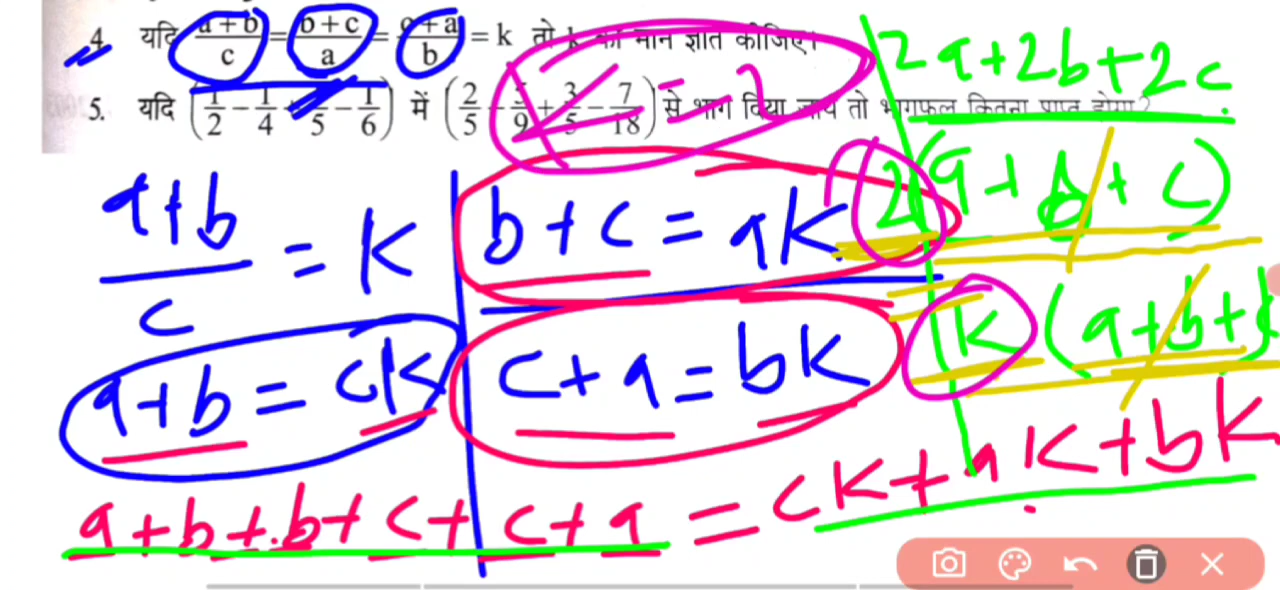 4. यदि a+b/c = b+c/a = c+a/b = k तो k का मान ज्ञात कीजिए।
5. यदि (1/2 − 1/4 1/5 − 1/6) में (2/5 − /9 + 3/5 − 7/18) से भाग दिया जाये तो भागफल कितना प्राप्त होगा?
k = 2
2a+2b+2c
2(a+b+c)
k(a+b+c)
a+b/c = k
a+b = ck
b+c = ak
c+a = bk
a+b+b+c+c+a = ck+ak+bk